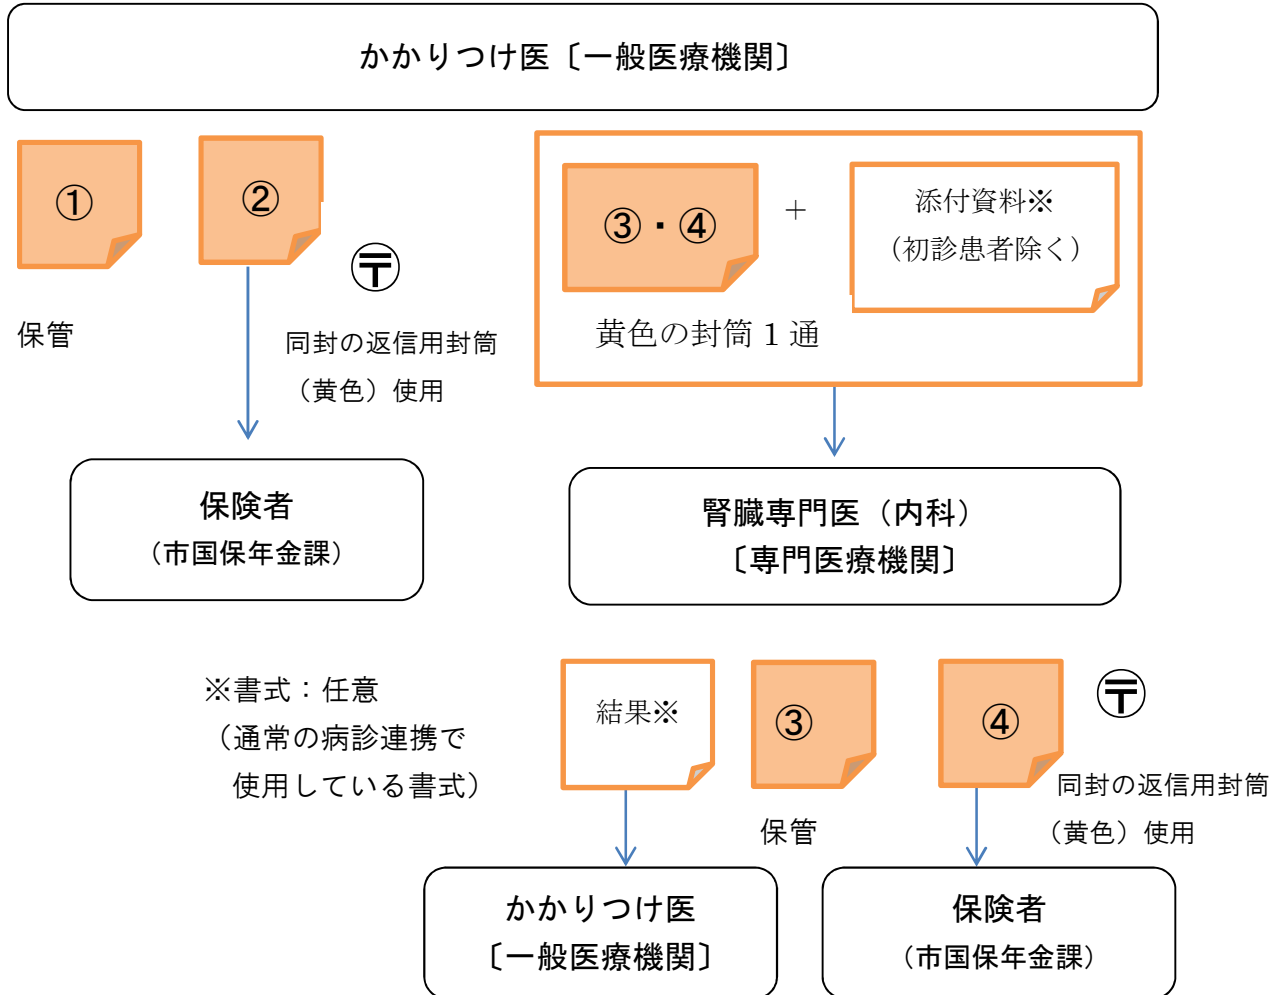 かかりつけ医〔一般医療機関〕
①
②
〒
保管
同封の返信用封筒
（黄色）使用
③・④
＋
添付資料※
（初診患者除く）
黄色の封筒１通
保険者
（市国保年金課）
腎臓専門医（内科）
〔専門医療機関〕
※書式：任意
（通常の病診連携で
使用している書式）
結果※
③
保管
④
〒
同封の返信用封筒
（黄色）使用
かかりつけ医
〔一般医療機関〕
保険者
（市国保年金課）